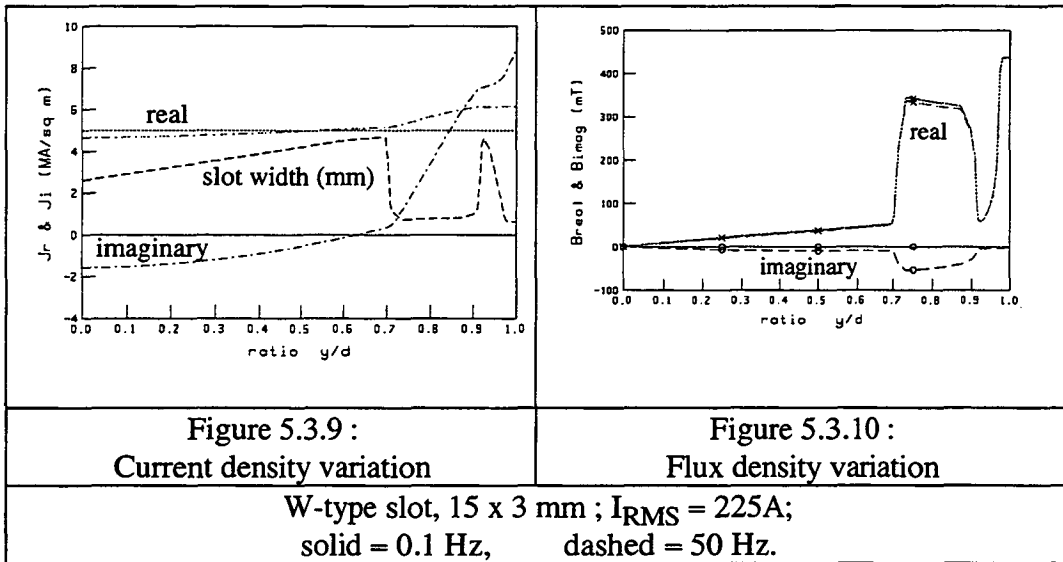 Jr & Ji (MA/sq m)
10
8
6
4
2
0
-2
-4
real
slot width (mm)
imaginary
0.0 0.1 0.2 0.3 0.4 0.5 0.6 0.7 0.8 0.9 1.0
ratio y/d
Breal & Bimag (mT)
500
400
300
200
100
0
-100
real
imaginary
0.0 0.1 0.2 0.3 0.4 0.5 0.6 0.7 0.8 0.9 1.0
ratio y/d
Figure 5.3.9 :
Current density variation
Figure 5.3.10 :
Flux density variation
W-type slot, 15 x 3 mm ; I_RMS = 225A;
solid = 0.1 Hz, dashed = 50 Hz.